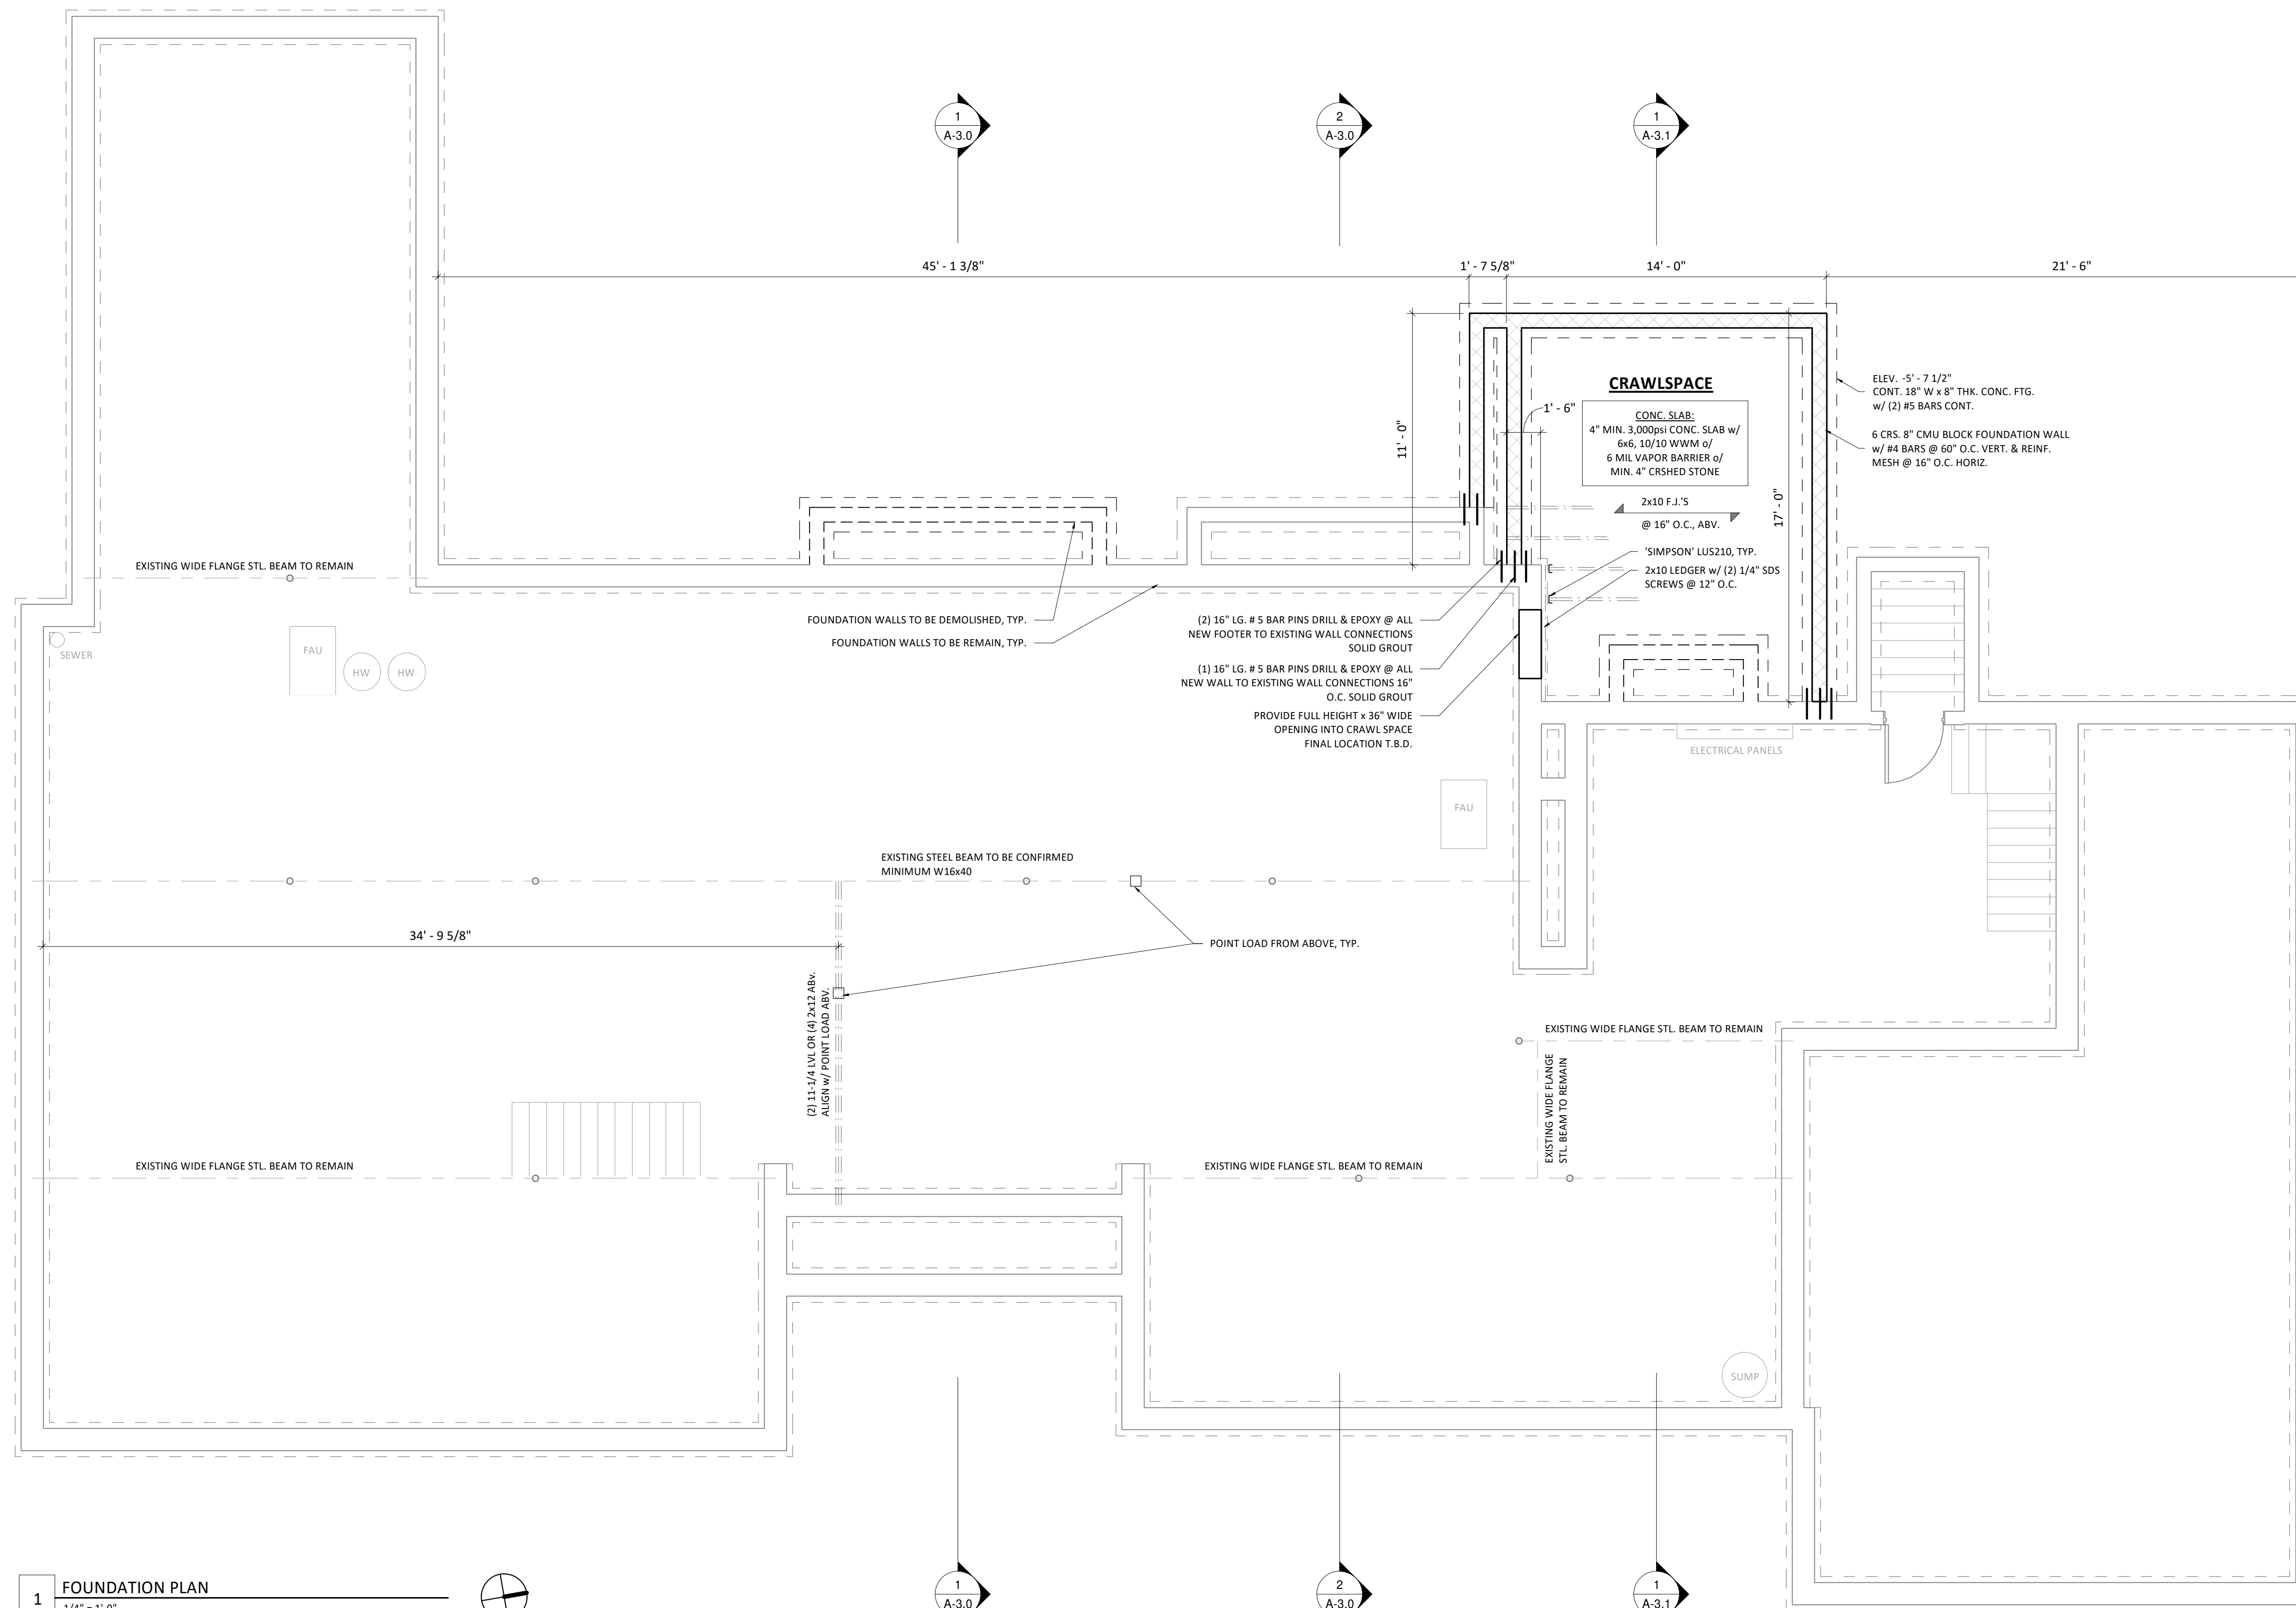 1
A-3.0
2
A-3.0
1
A-3.1
45' - 1 3/8"
1' - 7 5/8"
14' - 0"
21' - 6"
11' - 0"
17' - 0"
1' - 6"
CRAWLSPACE
CONC. SLAB:
4" MIN. 3,000psi CONC. SLAB w/
6x6, 10/10 WWM o/
6 MIL VAPOR BARRIER o/
MIN. 4" CRSHED STONE
2x10 F.J.'S
@ 16" O.C., ABV.
ELEV. -5' - 7 1/2"
CONT. 18" W x 8" THK. CONC. FTG.
w/ (2) #5 BARS CONT.
6 CRS. 8" CMU BLOCK FOUNDATION WALL
w/ #4 BARS @ 60" O.C. VERT. & REINF.
MESH @ 16" O.C. HORIZ.
'SIMPSON' LUS210, TYP.
2x10 LEDGER w/ (2) 1/4" SDS
SCREWS @ 12" O.C.
EXISTING WIDE FLANGE STL. BEAM TO REMAIN
SEWER
FAU
HW
HW
FOUNDATION WALLS TO BE DEMOLISHED, TYP.
FOUNDATION WALLS TO BE REMAIN, TYP.
(2) 16" LG. # 5 BAR PINS DRILL & EPOXY @ ALL
NEW FOOTER TO EXISTING WALL CONNECTIONS
SOLID GROUT
(1) 16" LG. # 5 BAR PINS DRILL & EPOXY @ ALL
NEW WALL TO EXISTING WALL CONNECTIONS 16"
O.C. SOLID GROUT
PROVIDE FULL HEIGHT x 36" WIDE
OPENING INTO CRAWL SPACE
FINAL LOCATION T.B.D.
ELECTRICAL PANELS
FAU
EXISTING STEEL BEAM TO BE CONFIRMED
MINIMUM W16x40
34' - 9 5/8"
POINT LOAD FROM ABOVE, TYP.
(2) 11-1/4 LVL OR (4) 2x12 ABv.
ALIGN w/ POINT LOAD ABV.
EXISTING WIDE FLANGE STL. BEAM TO REMAIN
EXISTING WIDE FLANGE
STL. BEAM TO REMAIN
EXISTING WIDE FLANGE STL. BEAM TO REMAIN
EXISTING WIDE FLANGE STL. BEAM TO REMAIN
SUMP
1
FOUNDATION PLAN
1/4" = 1'-0"
1
A-3.0
2
A-3.0
1
A-3.1